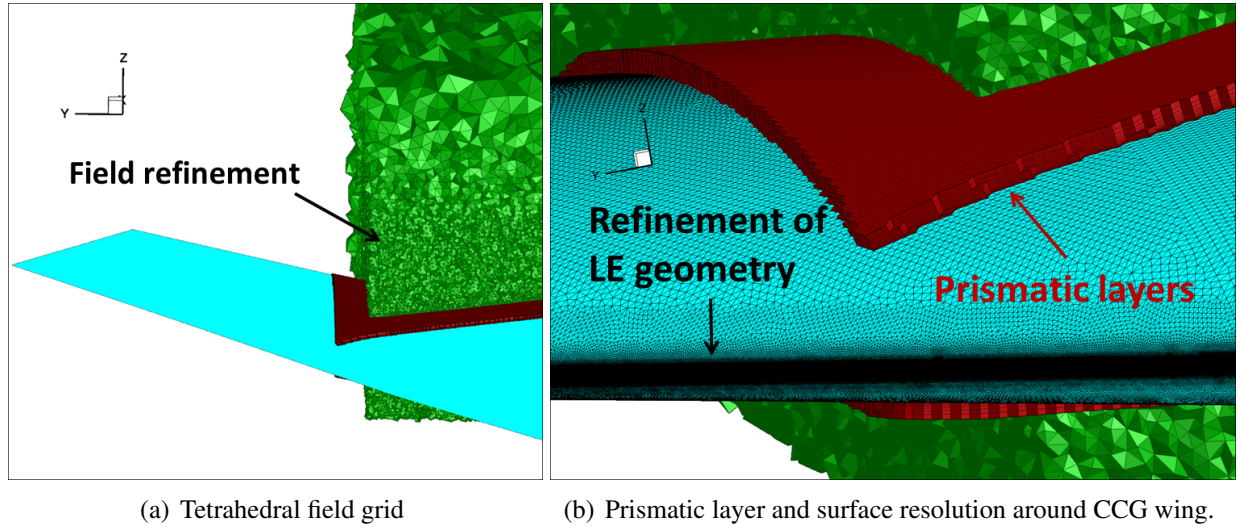 Z
X
Y
Field refinement
Z
Y
Refinement of
LE geometry
Prismatic layers
(a) Tetrahedral field grid
(b) Prismatic layer and surface resolution around CCG wing.